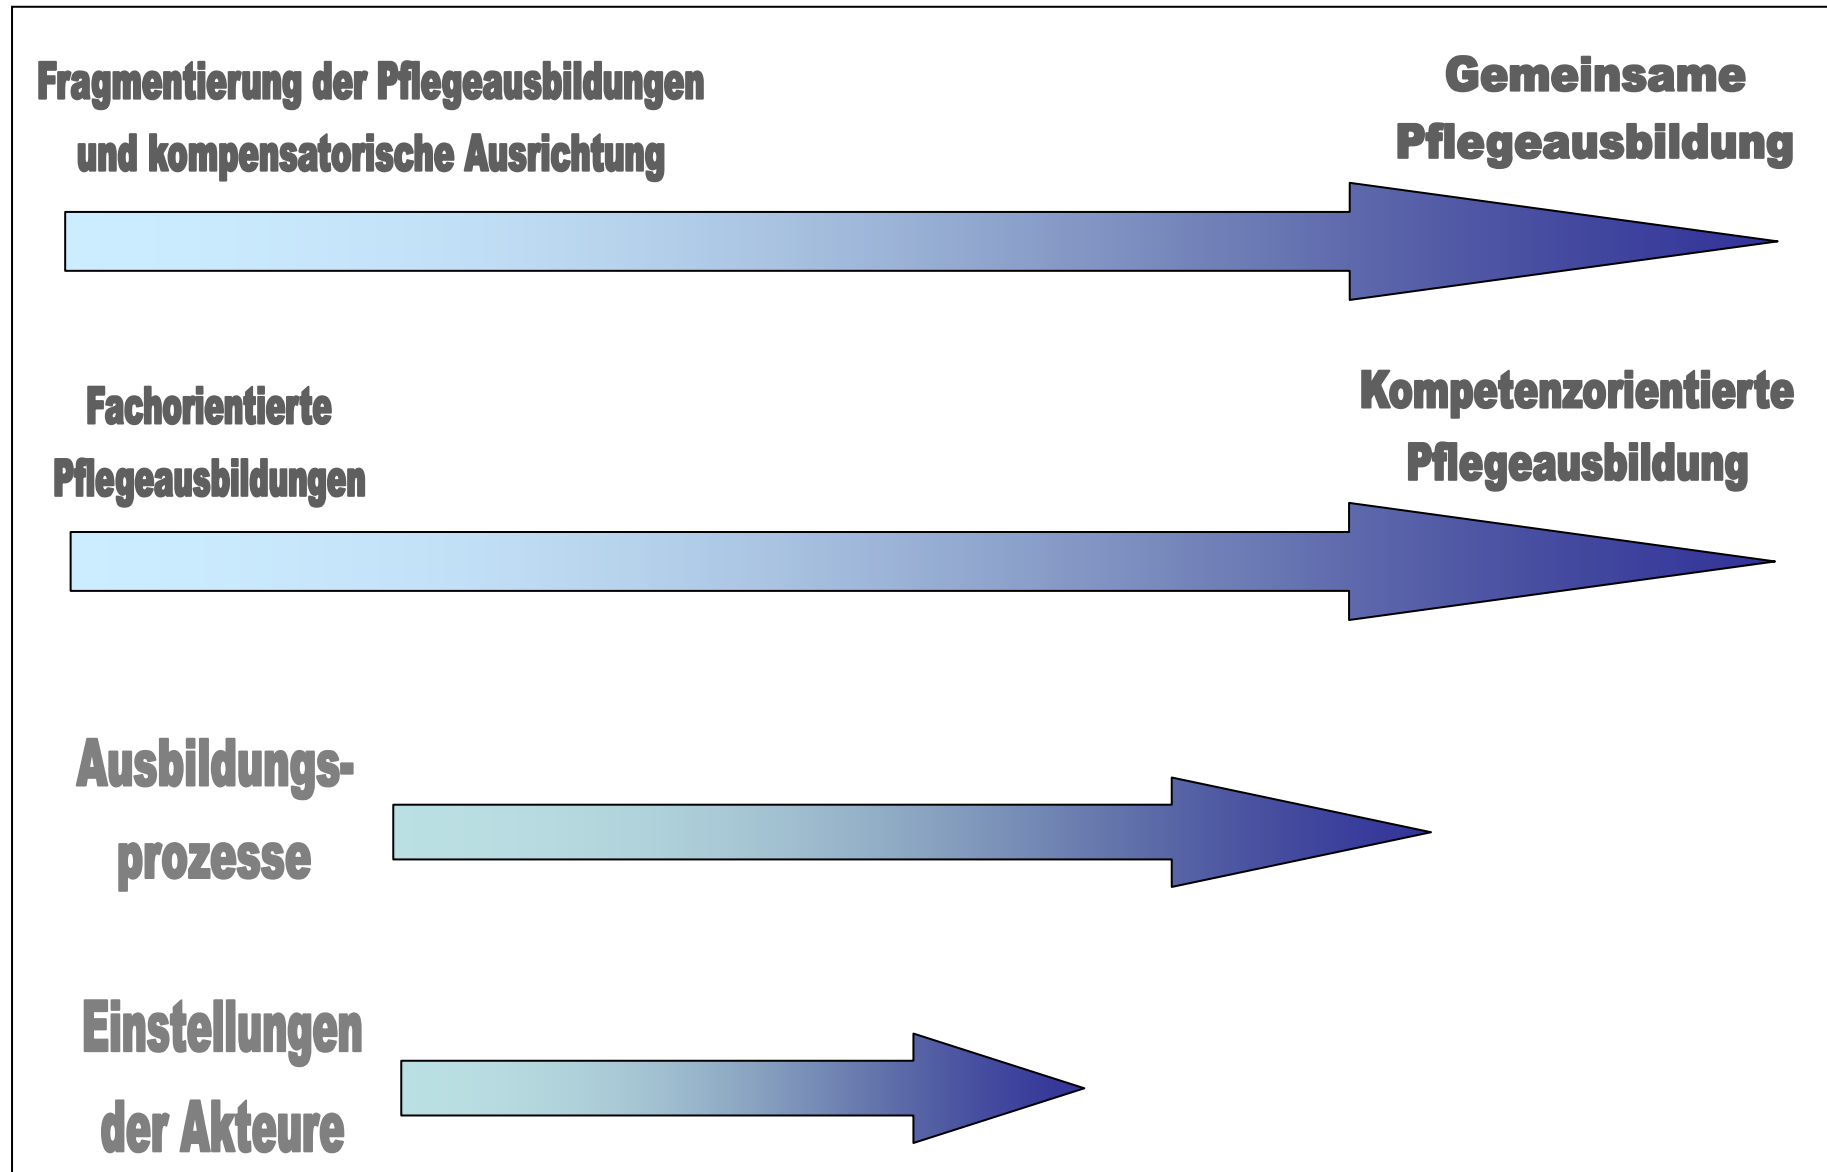 Fragmentierung der Pflegeausbildungen
und kompensatorische Ausrichtung
Gemeinsame
Pflegeausbildung
Fachorientierte
Pflegeausbildungen
Kompetenzorientierte
Pflegeausbildung
Ausbildungs-
prozesse
Einstellungen
der Akteure